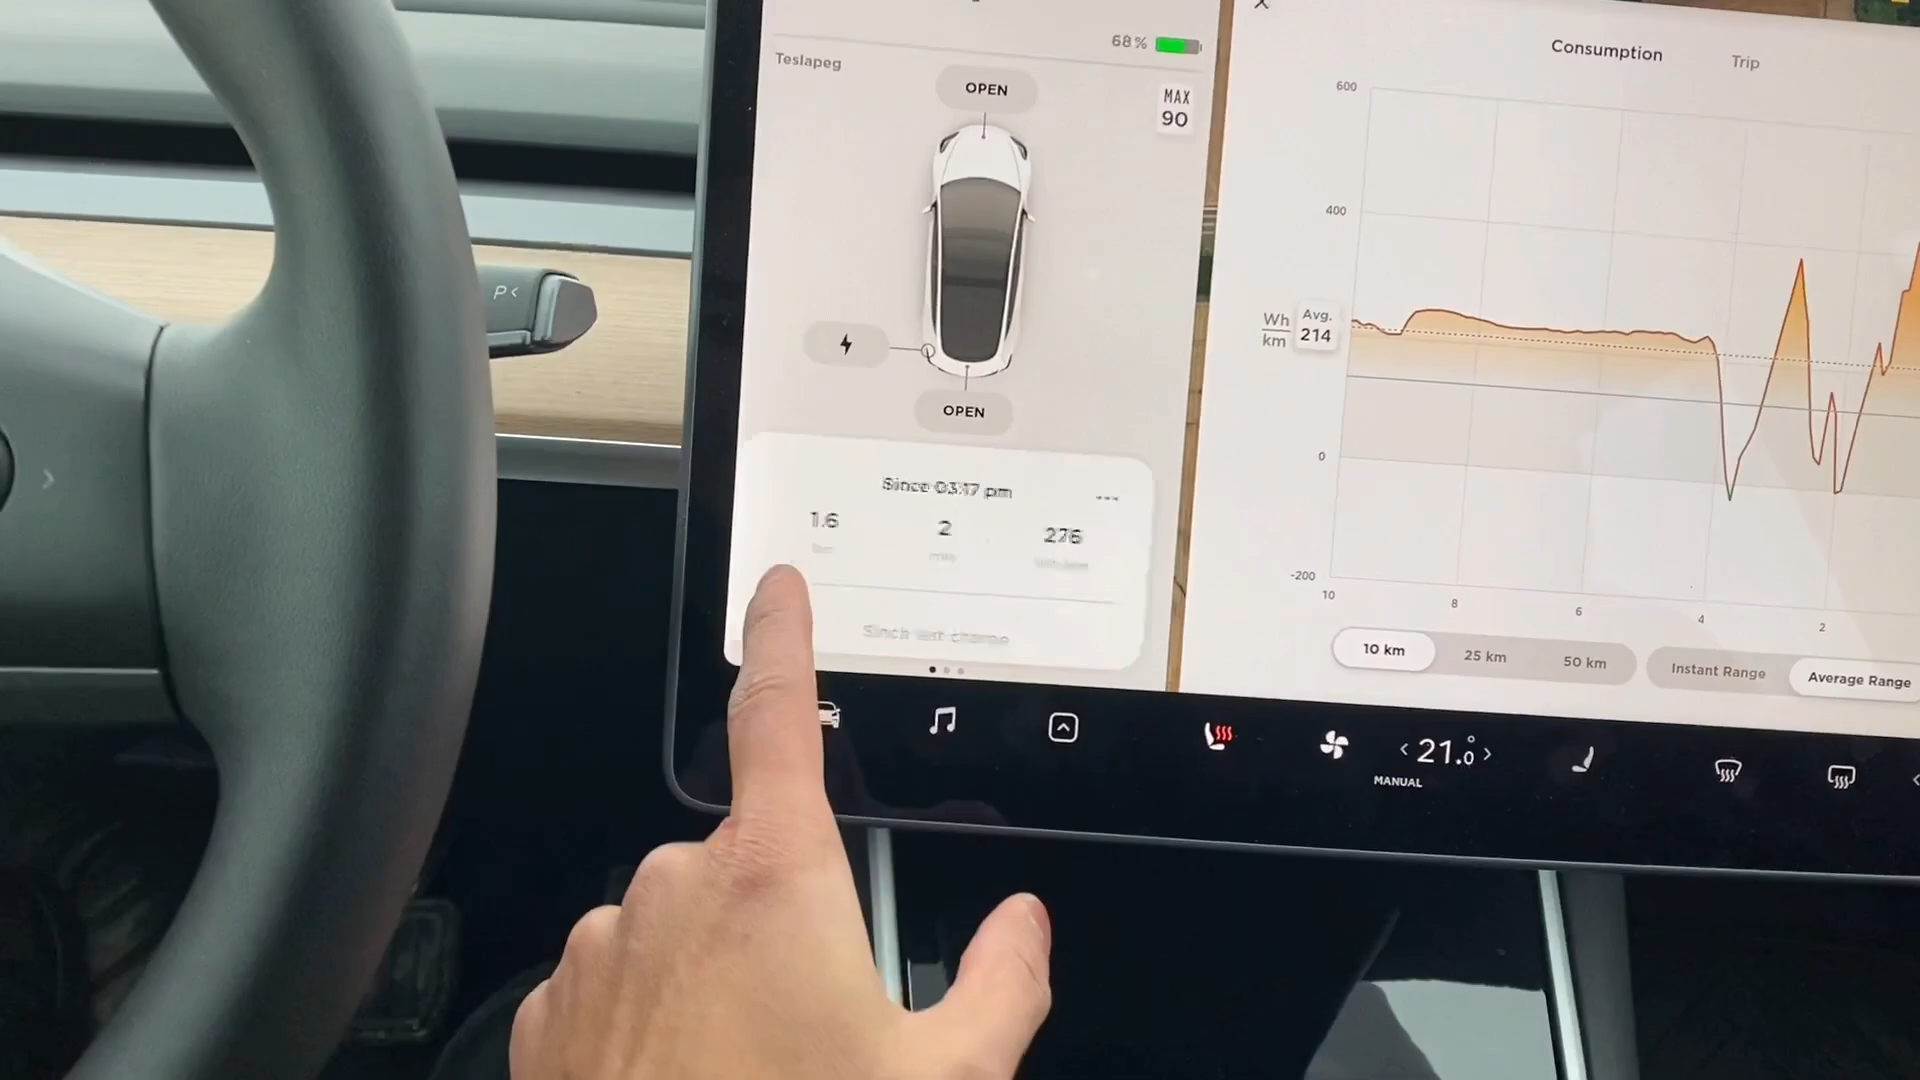 68%
Teslapeg
OPEN
MAX
90
OPEN
Since 03:17 pm
...
1.6
2
276
km
min
Wh/km
Since last charge
P<
Consumption
Trip
600
400
0
-200
Wh
km
Avg.
214
10
8
6
4
2
10 km
25 km
50 km
Instant Range
Average Range
< 21.0° >
MANUAL